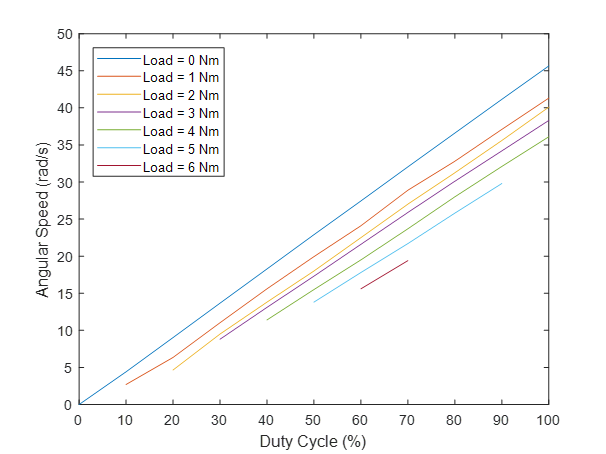 50
45
40
35
30
25
20
15
10
5
0
Angular Speed (rad/s)
Load = 0 Nm
Load = 1 Nm
Load = 2 Nm
Load = 3 Nm
Load = 4 Nm
Load = 5 Nm
Load = 6 Nm
0 10 20 30 40 50 60 70 80 90 100
Duty Cycle (%)